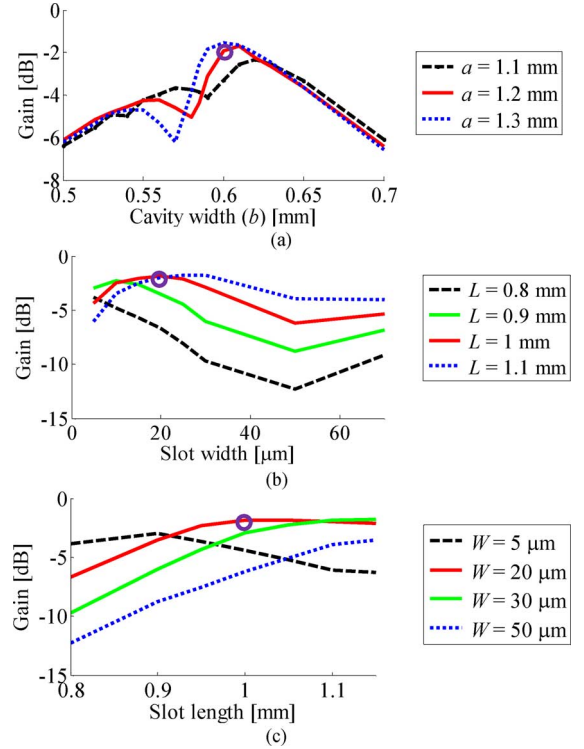 0
-2
-4
-6
-8
Gain [dB]
0.5 0.55 0.6 0.65 0.7
Cavity width (b) [mm]
(a)
a = 1.1 mm
a = 1.2 mm
a = 1.3 mm
0
-5
-10
-15
Gain [dB]
0 20 40 60
Slot width [µm]
(b)
L = 0.8 mm
L = 0.9 mm
L = 1 mm
L = 1.1 mm
0
-5
-10
-15
Gain [dB]
0.8 0.9 1 1.1
Slot length [mm]
(c)
W = 5 µm
W = 20 µm
W = 30 µm
W = 50 µm